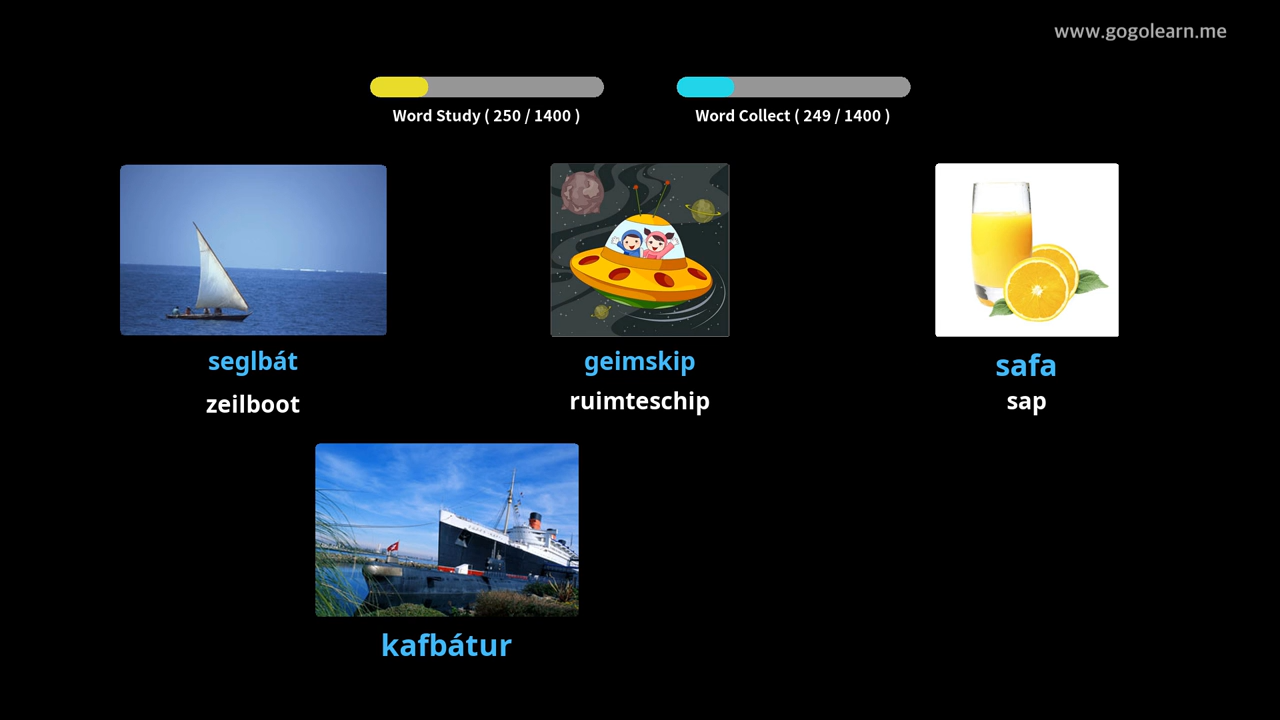 www.gogolearn.me
Word Study ( 250 / 1400 )
Word Collect ( 249 / 1400 )
seglbát
geimskip
safa
zeilboot
ruimteschip
sap
kafbátur